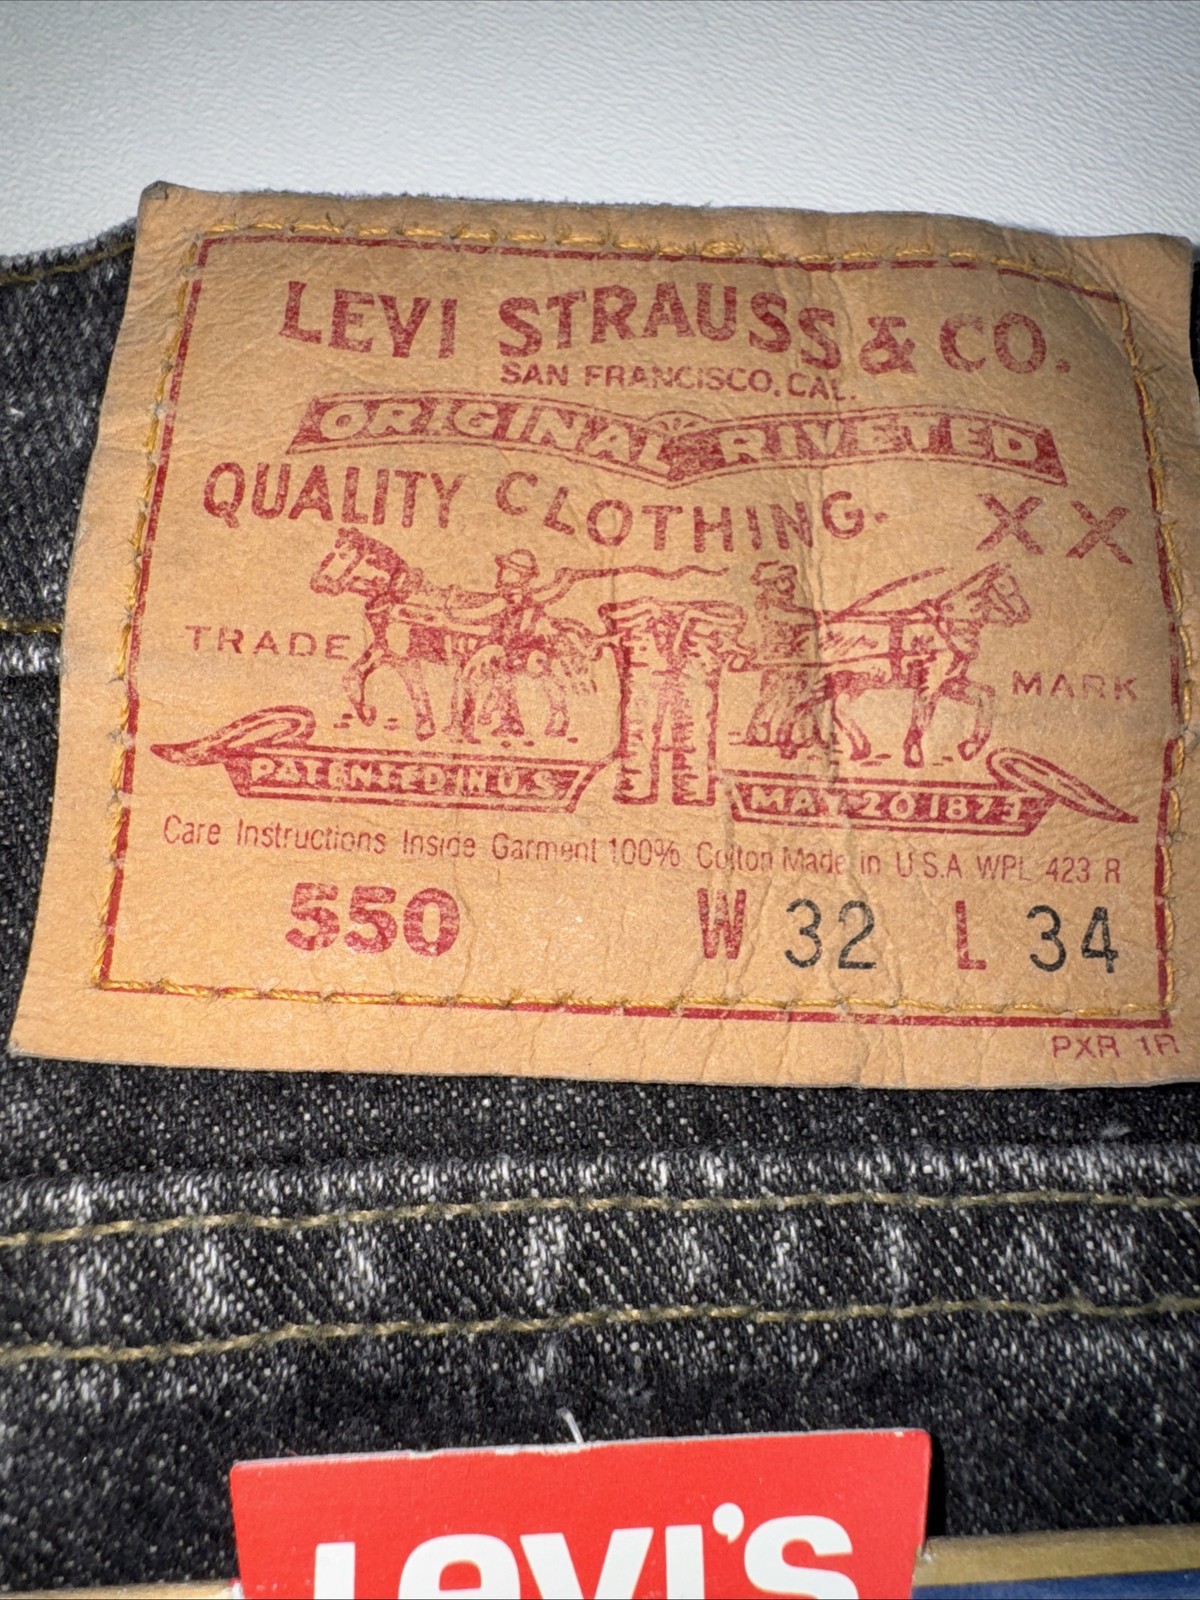 LEVI STRAUSS & CO.
SAN FRANCISCO, CAL.
ORIGINAL RIVETED
QUALITY CLOTHING. XX
TRADE MARK
PATENTED IN U.S. MAY 20 1873
Care Instructions Inside Garment 100% Cotton Made in U.S.A WPL 423 R
550 W 32 L 34
PXR 1R
Levi's